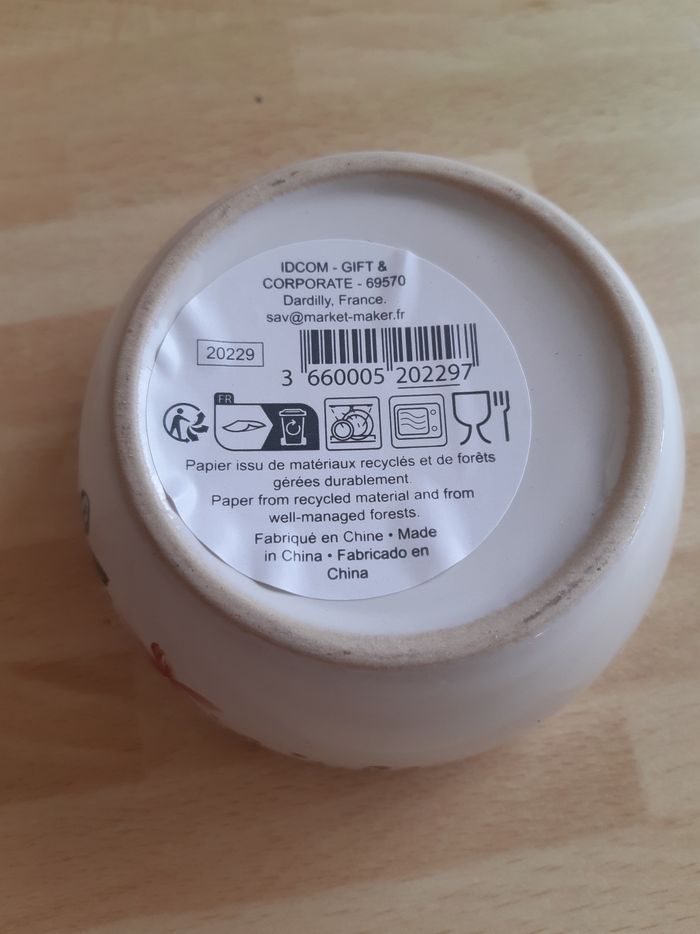 IDCOM - GIFT &
CORPORATE - 69570
Dardilly, France.
sav@market-maker.fr
20229
3 660005 202297
FR
Papier issu de matériaux recyclés et de forêts
gérées durablement.
Paper from recycled material and from
well-managed forests.
Fabriqué en Chine • Made
in China • Fabricado en
China